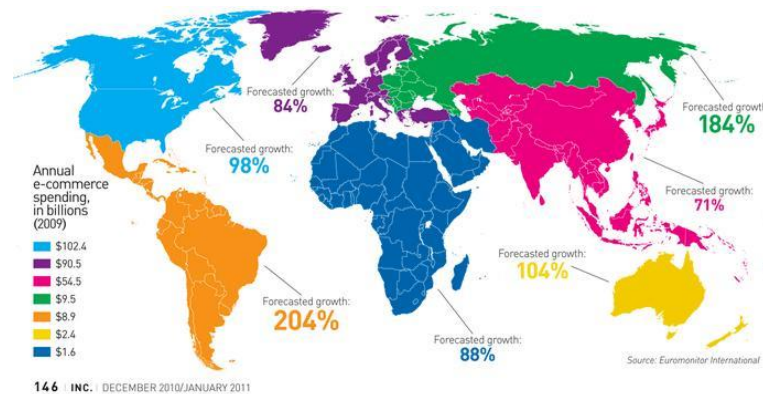 Forecasted growth:
84%
Forecasted growth:
98%
Forecasted growth:
184%
Forecasted growth:
71%
Annual
e-commerce
spending,
in billions
(2009)
$102.4
$90.5
$54.5
$9.5
$8.9
$2.4
$1.6
Forecasted growth:
104%
Forecasted growth:
204%
Forecasted growth:
88%
Source: Euromonitor International
146 | INC. | DECEMBER 2010/JANUARY 2011